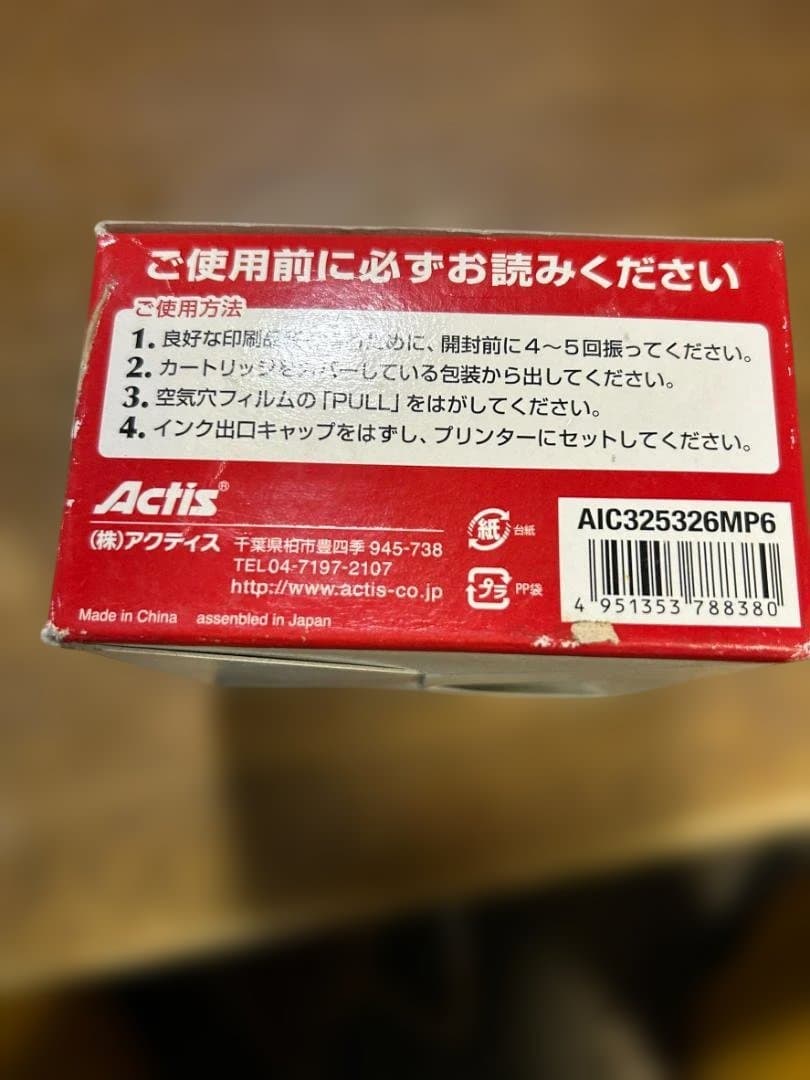 ご使用前に必ずお読みください
ご使用方法
1. 良好な印刷品 ために、開封前に4～5回振ってください。
2. カートリッジをカバーしている包装から出してください。
3. 空気穴フィルムの「PULL」をはがしてください。
4. インク出口キャップをはずし、プリンターにセットしてください。
Actis®
(株)アクティス 千葉県柏市豊四季 945-738
TEL04-7197-2107
http://www.actis-co.jp
Made in China assenbled in Japan
紙 台紙
プラ PP袋
AIC325326MP6
4 951353 788380